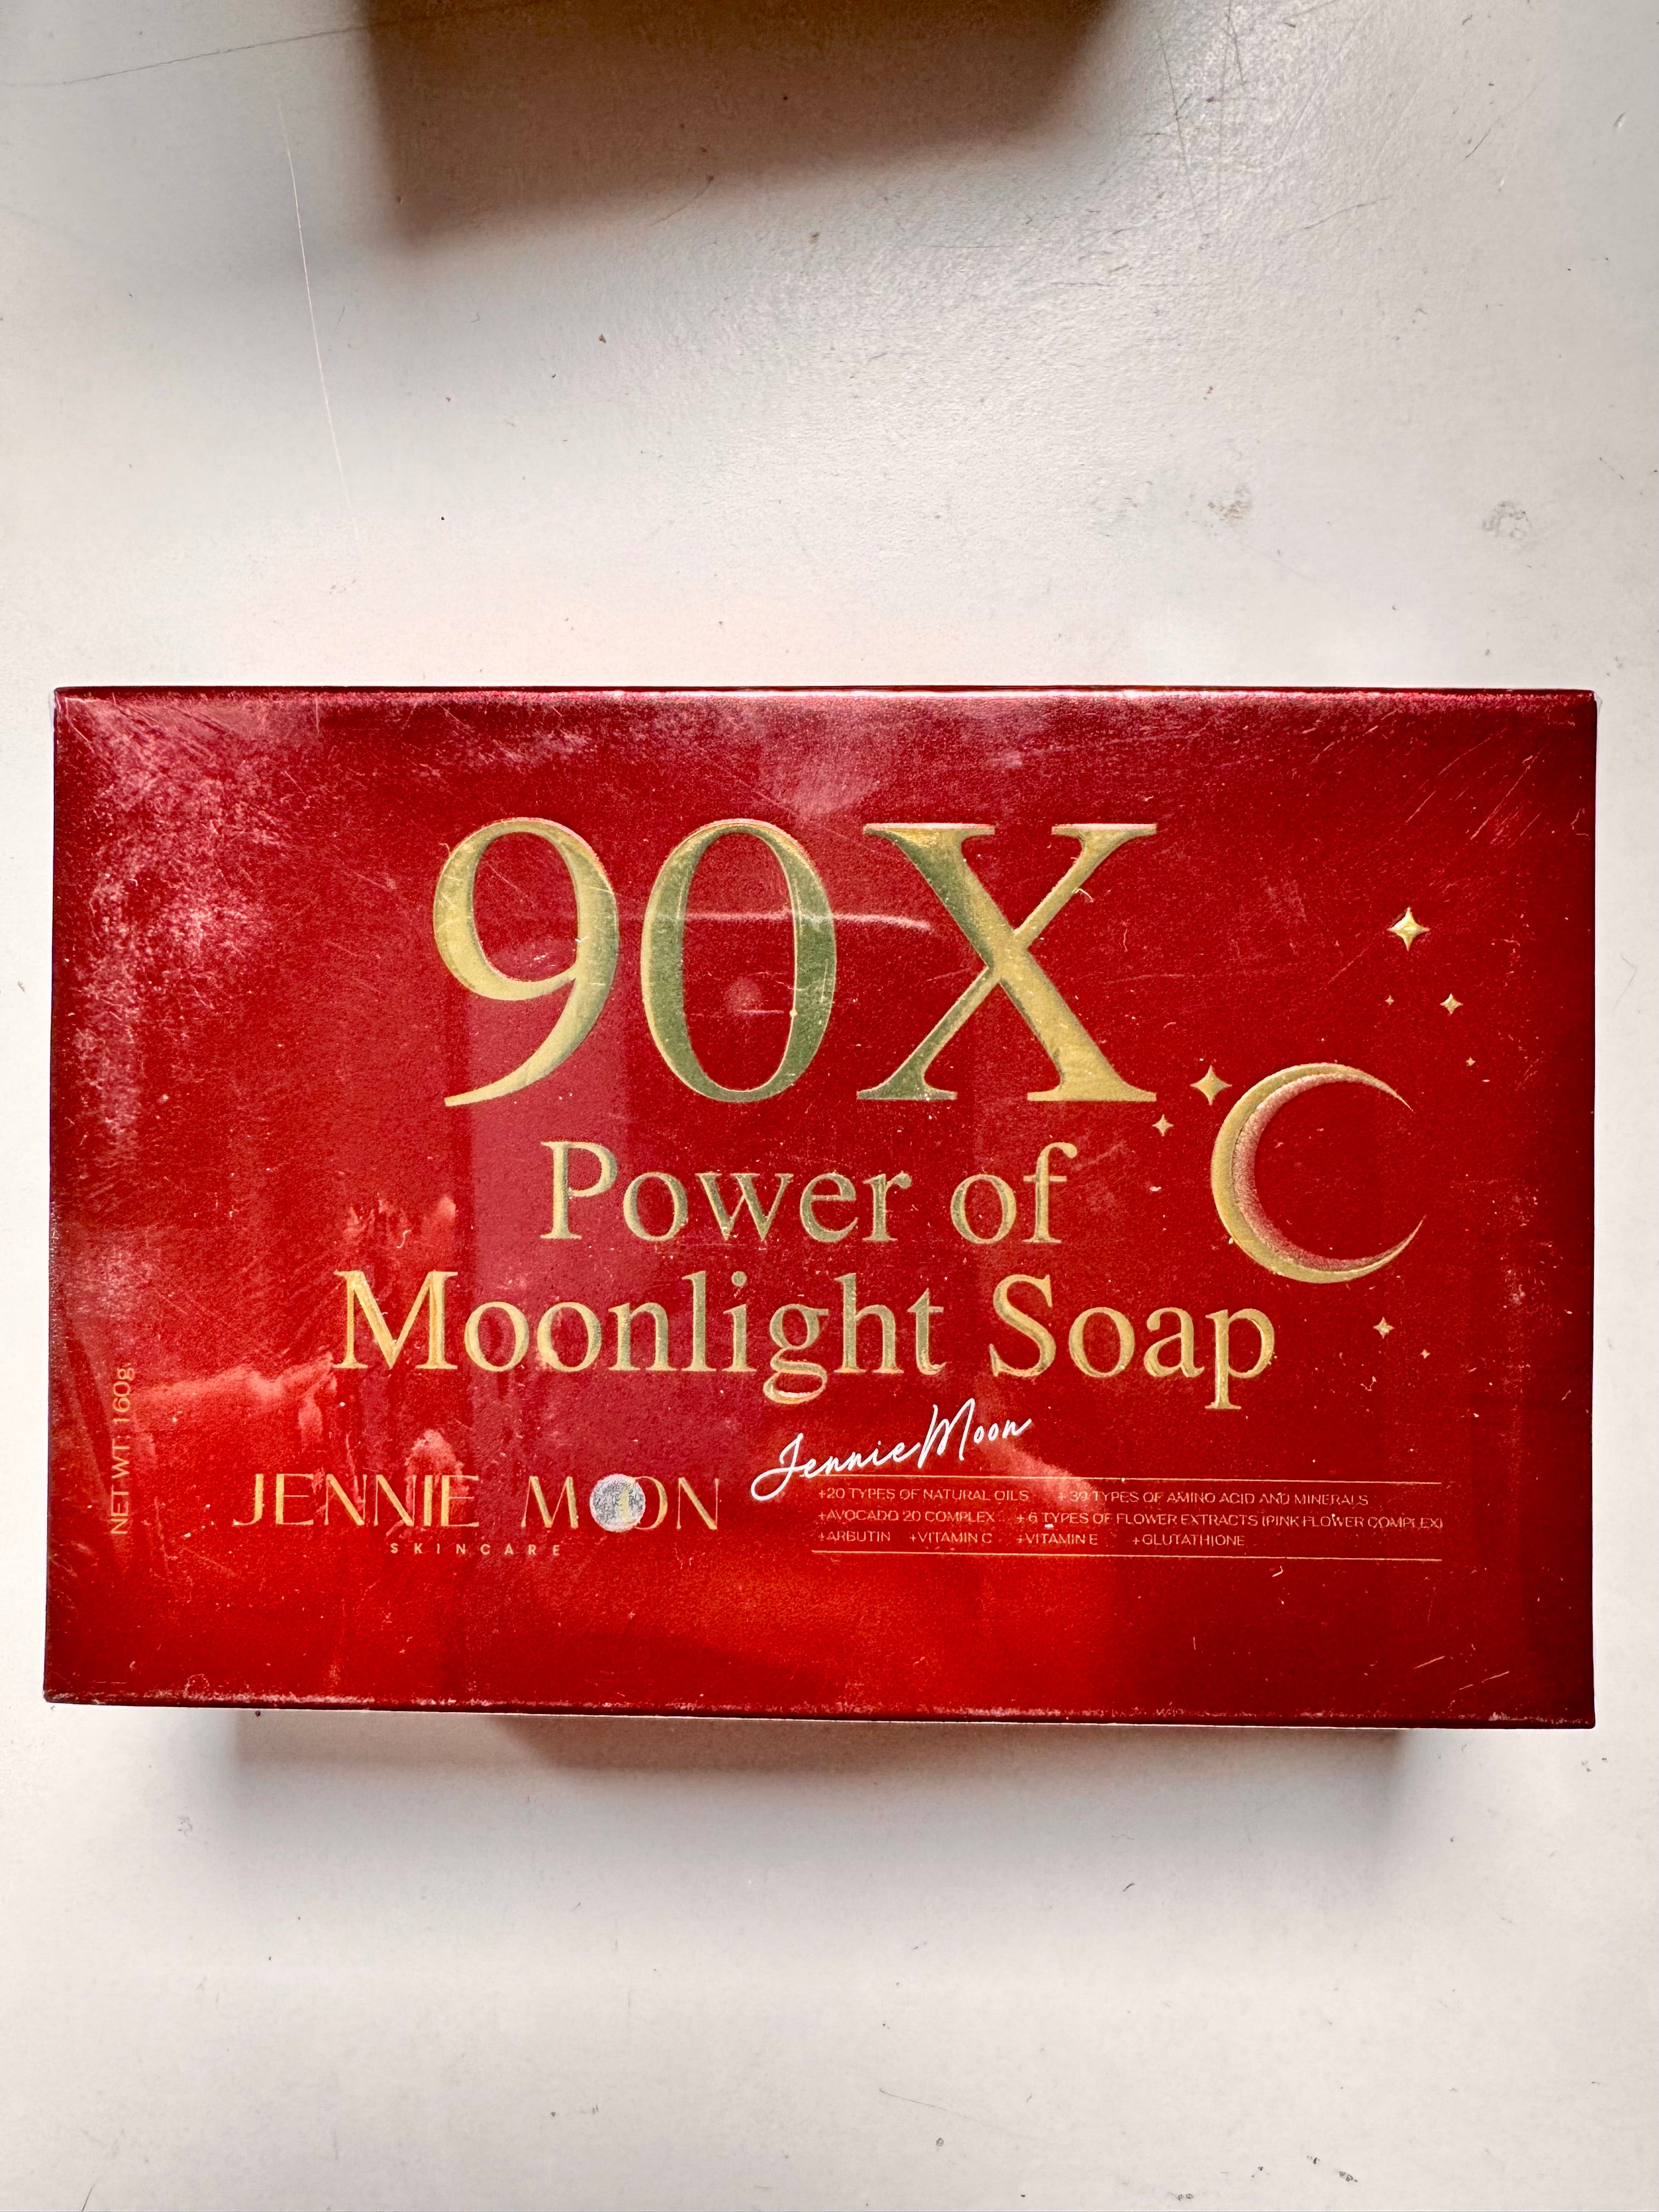 90X
Power of
Moonlight Soap
Jennie Moon
NET WT: 160g
JENNIE MOON
SKINCARE
+20 TYPES OF NATURAL OILS +39 TYPES OF AMINO ACID AND MINERALS
+AVOCADO 20 COMPLEX +6 TYPES OF FLOWER EXTRACTS (PINK FLOWER COMPLEX)
+ARBUTIN +VITAMIN C +VITAMIN E +GLUTATHIONE